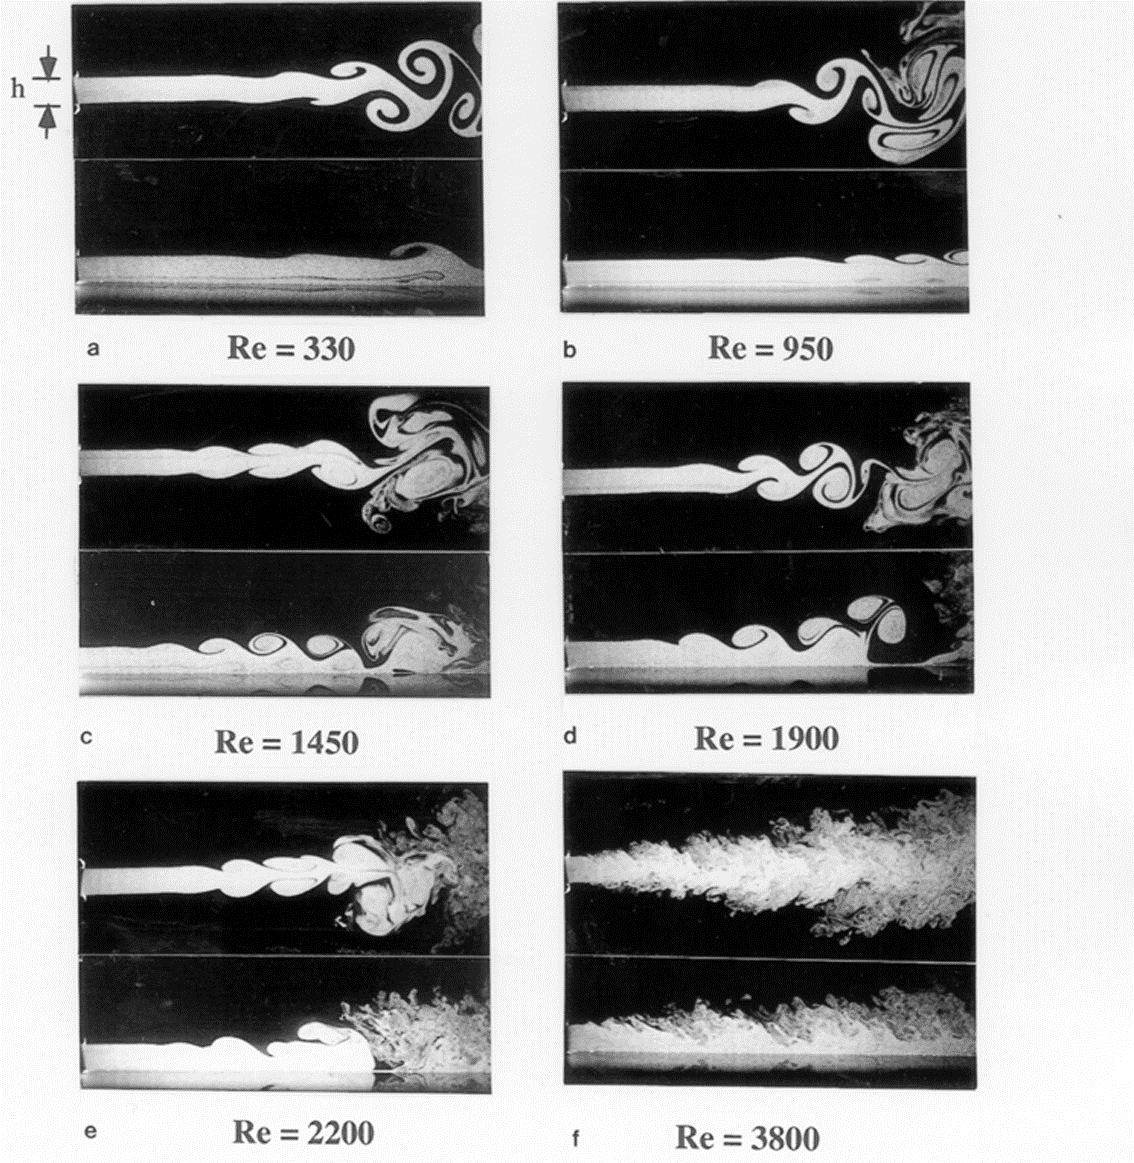 h
a Re = 330
b Re = 950
c Re = 1450
d Re = 1900
e Re = 2200
f Re = 3800